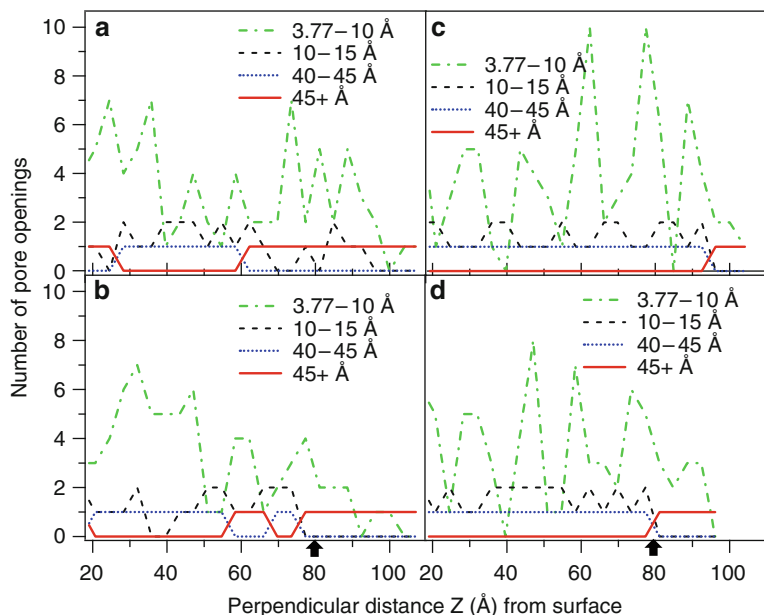 a
3.77−10 Å
10−15 Å
40−45 Å
45+ Å
c
3.77−10 Å
10−15 Å
40−45 Å
45+ Å
b
3.77−10 Å
10−15 Å
40−45 Å
45+ Å
d
3.77−10 Å
10−15 Å
40−45 Å
45+ Å
10
8
6
4
2
0
10
8
6
4
2
0
Number of pore openings
20 40 60 80 100
20 40 60 80 100
Perpendicular distance Z (Å) from surface